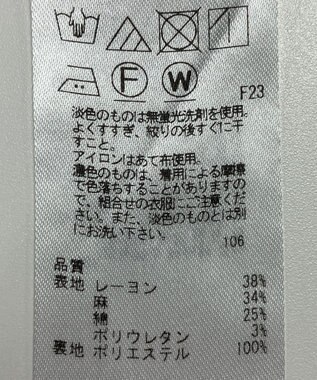 F W F23
淡色のものは無蛍光洗剤を使用。
よくすすぎ、絞りの後すぐに干
すこと。
アイロンはあて布使用。
濃色のものは、着用による摩擦
で色落ちすることがありますの
で、組合せの衣服にご注意くだ
さい。また、淡色のものとは別
にお洗い下さい。
106
品質
表地 レーヨン 38%
麻 34%
綿 25%
ポリウレタン 3%
裏地 ポリエステル 100%